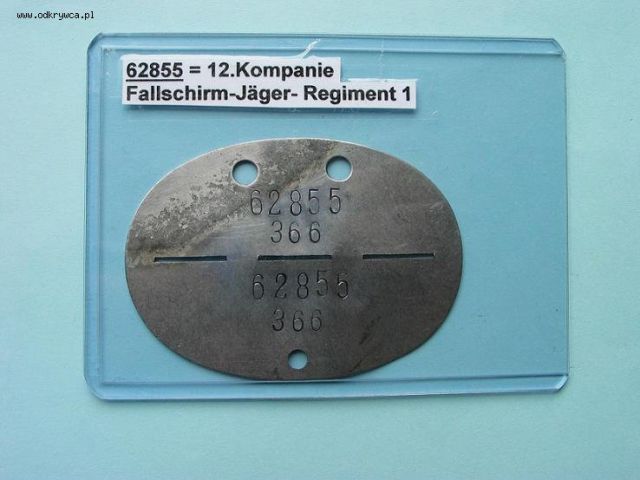 www.odkrywca.pl
62855 = 12.Kompanie
Fallschirm-Jäger- Regiment 1
62855
366
62855
366